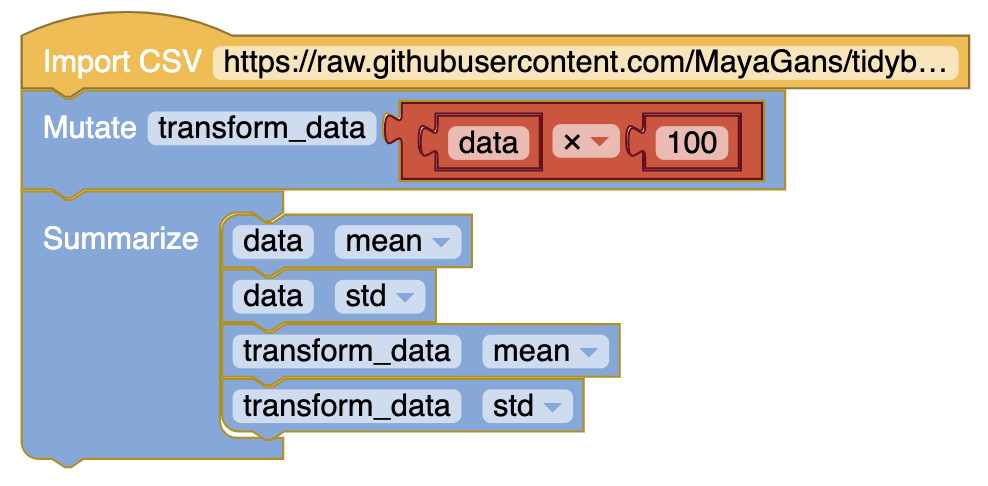 Import CSV https://raw.githubusercontent.com/MayaGans/tidyb...
Mutate transform_data data × 100
Summarize data mean
data std
transform_data mean
transform_data std